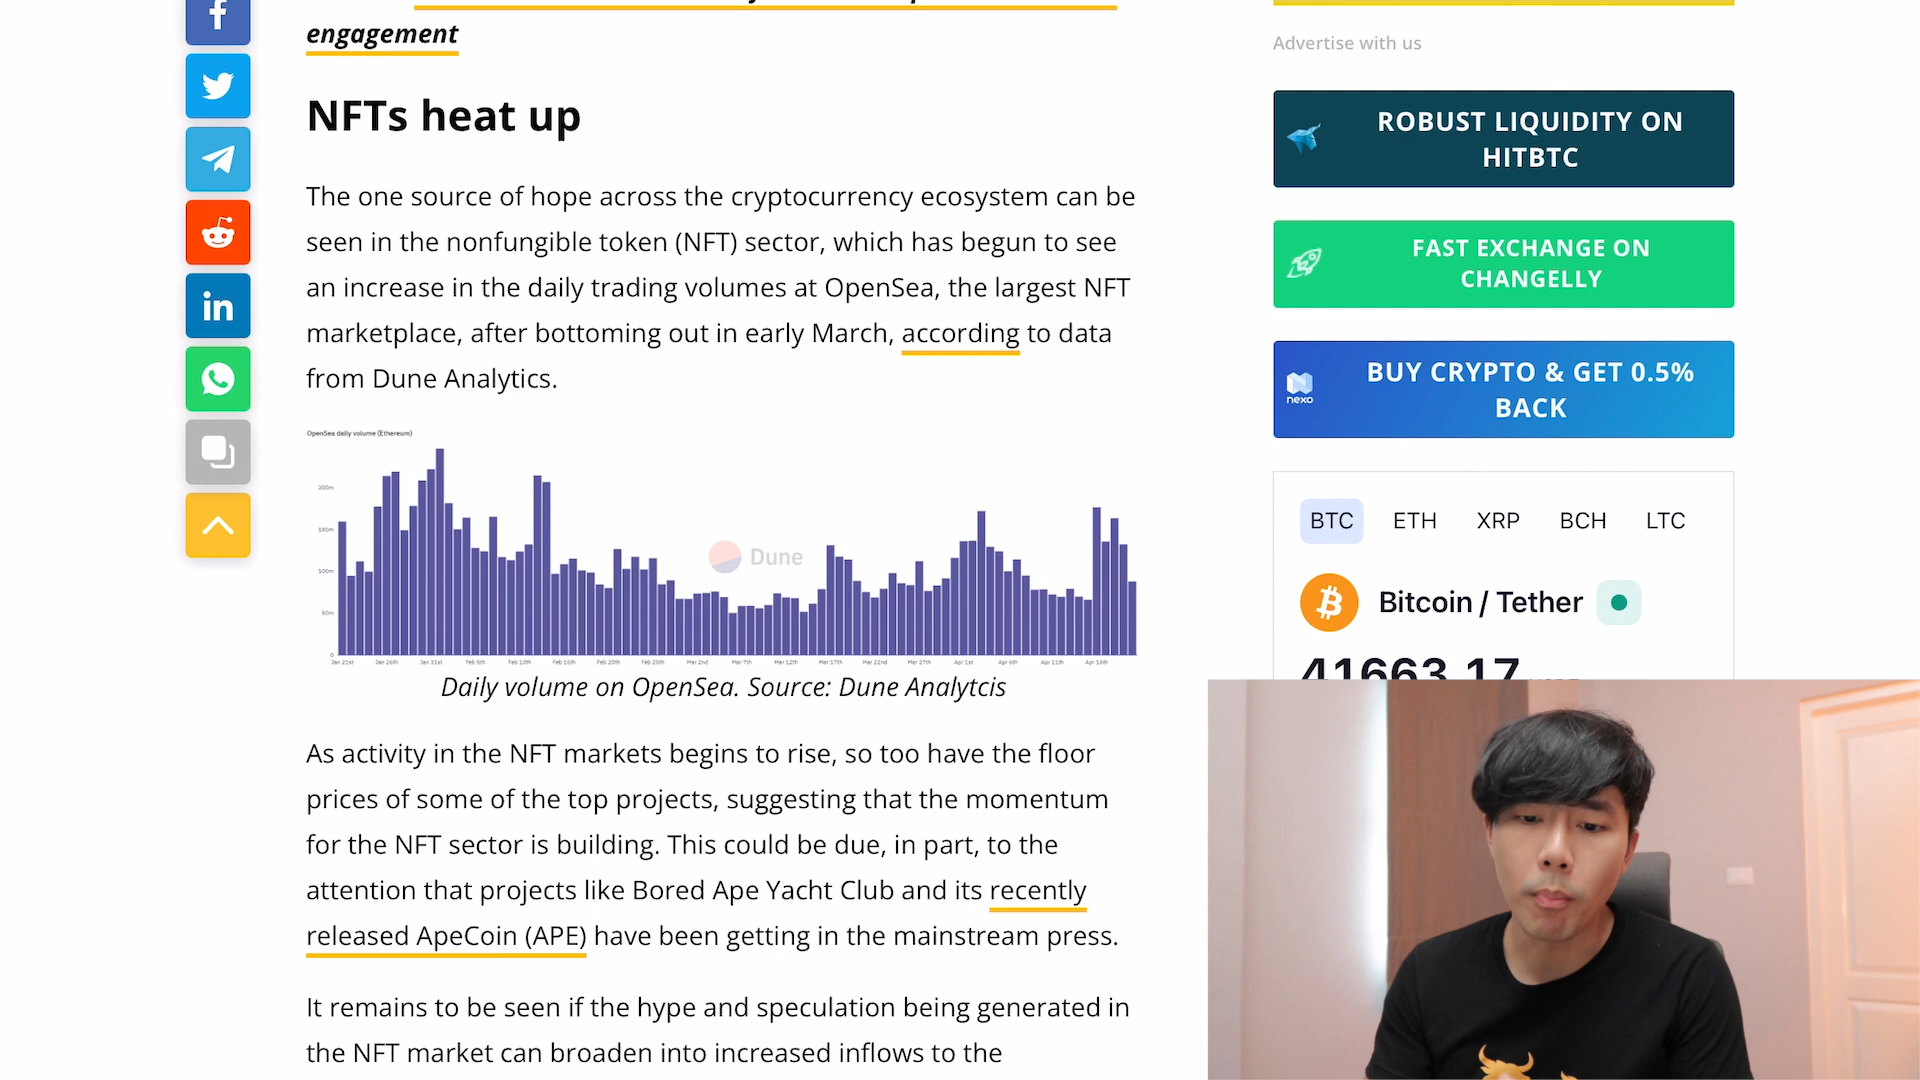 engagement
NFTs heat up
The one source of hope across the cryptocurrency ecosystem can be
seen in the nonfungible token (NFT) sector, which has begun to see
an increase in the daily trading volumes at OpenSea, the largest NFT
marketplace, after bottoming out in early March, according to data
from Dune Analytics.
OpenSea daily volume (Ethereum)
200m
150m
100m
50m
0
Dune
Jan 21st Jan 26th Jan 31st Feb 5th Feb 10th Feb 15th Feb 20th Feb 25th Mar 2nd Mar 7th Mar 12th Mar 17th Mar 22nd Mar 27th Apr 1st Apr 6th Apr 11th Apr 16th
Daily volume on OpenSea. Source: Dune Analytcis
As activity in the NFT markets begins to rise, so too have the floor
prices of some of the top projects, suggesting that the momentum
for the NFT sector is building. This could be due, in part, to the
attention that projects like Bored Ape Yacht Club and its recently
released ApeCoin (APE) have been getting in the mainstream press.
It remains to be seen if the hype and speculation being generated in
the NFT market can broaden into increased inflows to the
Advertise with us
ROBUST LIQUIDITY ON
HITBTC
FAST EXCHANGE ON
CHANGELLY
nexo
BUY CRYPTO & GET 0.5%
BACK
BTC ETH XRP BCH LTC
Bitcoin / Tether
41663.17